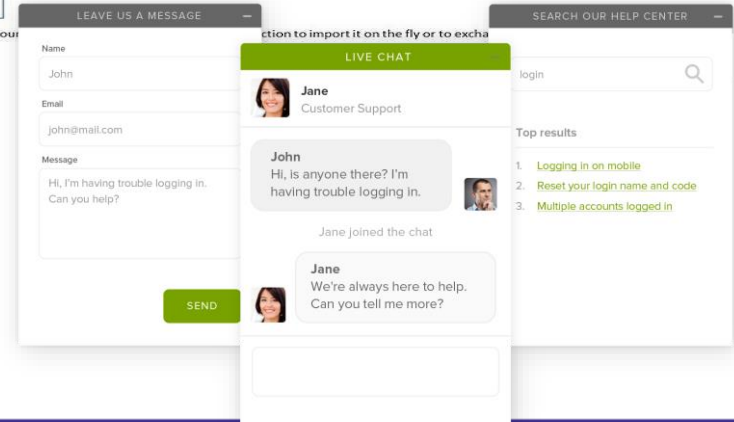 LEAVE US A MESSAGE
Name
John
Email
john@mail.com
Message
Hi, I'm having trouble logging in.
Can you help?
SEND
ction to import it on the fly or to excha
LIVE CHAT
Jane
Customer Support
John
Hi, is anyone there? I'm
having trouble logging in.
Jane joined the chat
Jane
We're always here to help.
Can you tell me more?
SEARCH OUR HELP CENTER
login
Top results
1. Logging in on mobile
2. Reset your login name and code
3. Multiple accounts logged in